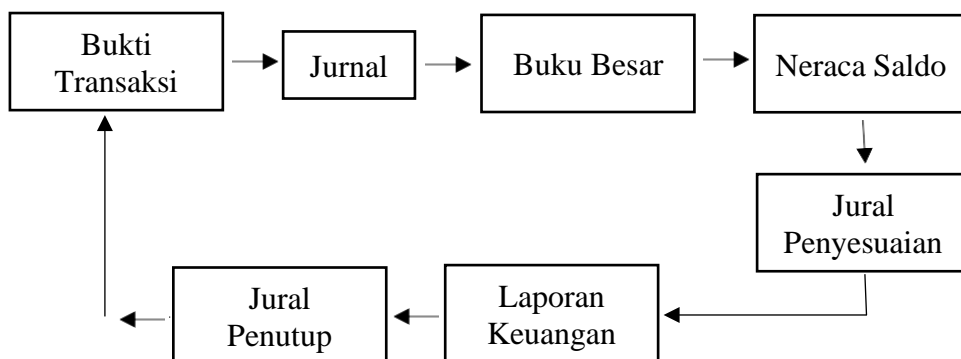 Bukti
Transaksi
Jurnal
Buku Besar
Neraca Saldo
Jural
Penyesuaian
Laporan
Keuangan
Jural
Penutup